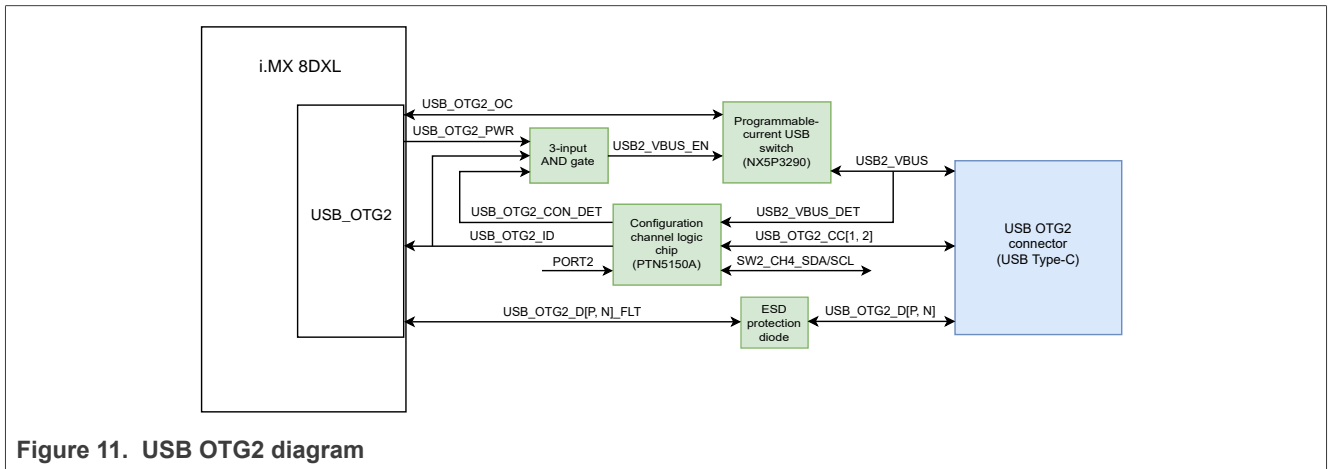 i.MX 8DXL
USB_OTG2
USB_OTG2_OC
USB_OTG2_PWR
3-input
AND gate
USB2_VBUS_EN
Programmable-
current USB
switch
(NX5P3290)
USB2_VBUS
USB_OTG2_CON_DET
USB_OTG2_ID
PORT2
Configuration
channel logic
chip
(PTN5150A)
USB2_VBUS_DET
USB_OTG2_CC[1, 2]
SW2_CH4_SDA/SCL
USB OTG2
connector
(USB Type-C)
USB_OTG2_D[P, N]_FLT
ESD
protection
diode
USB_OTG2_D[P, N]
Figure 11. USB OTG2 diagram